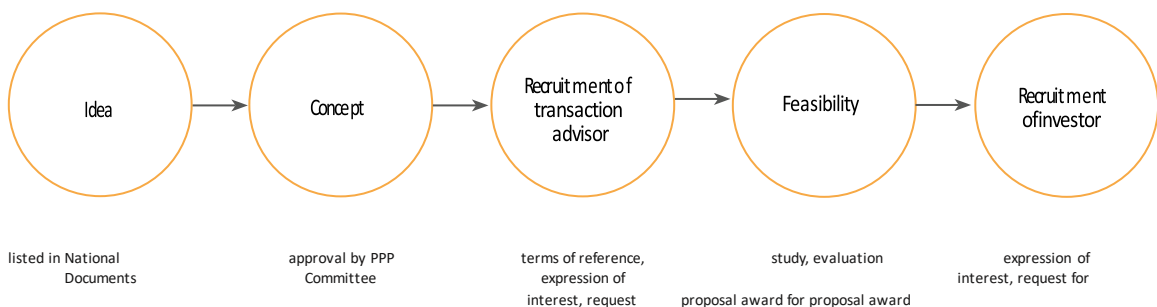 Idea
Concept
Recruitment of
transaction
advisor
Feasibility
Recruitment
ofinvestor
listed in National
Documents
approval by PPP
Committee
terms of reference,
expression of
interest, request
study, evaluation
proposal award for proposal award
expression of
interest, request for